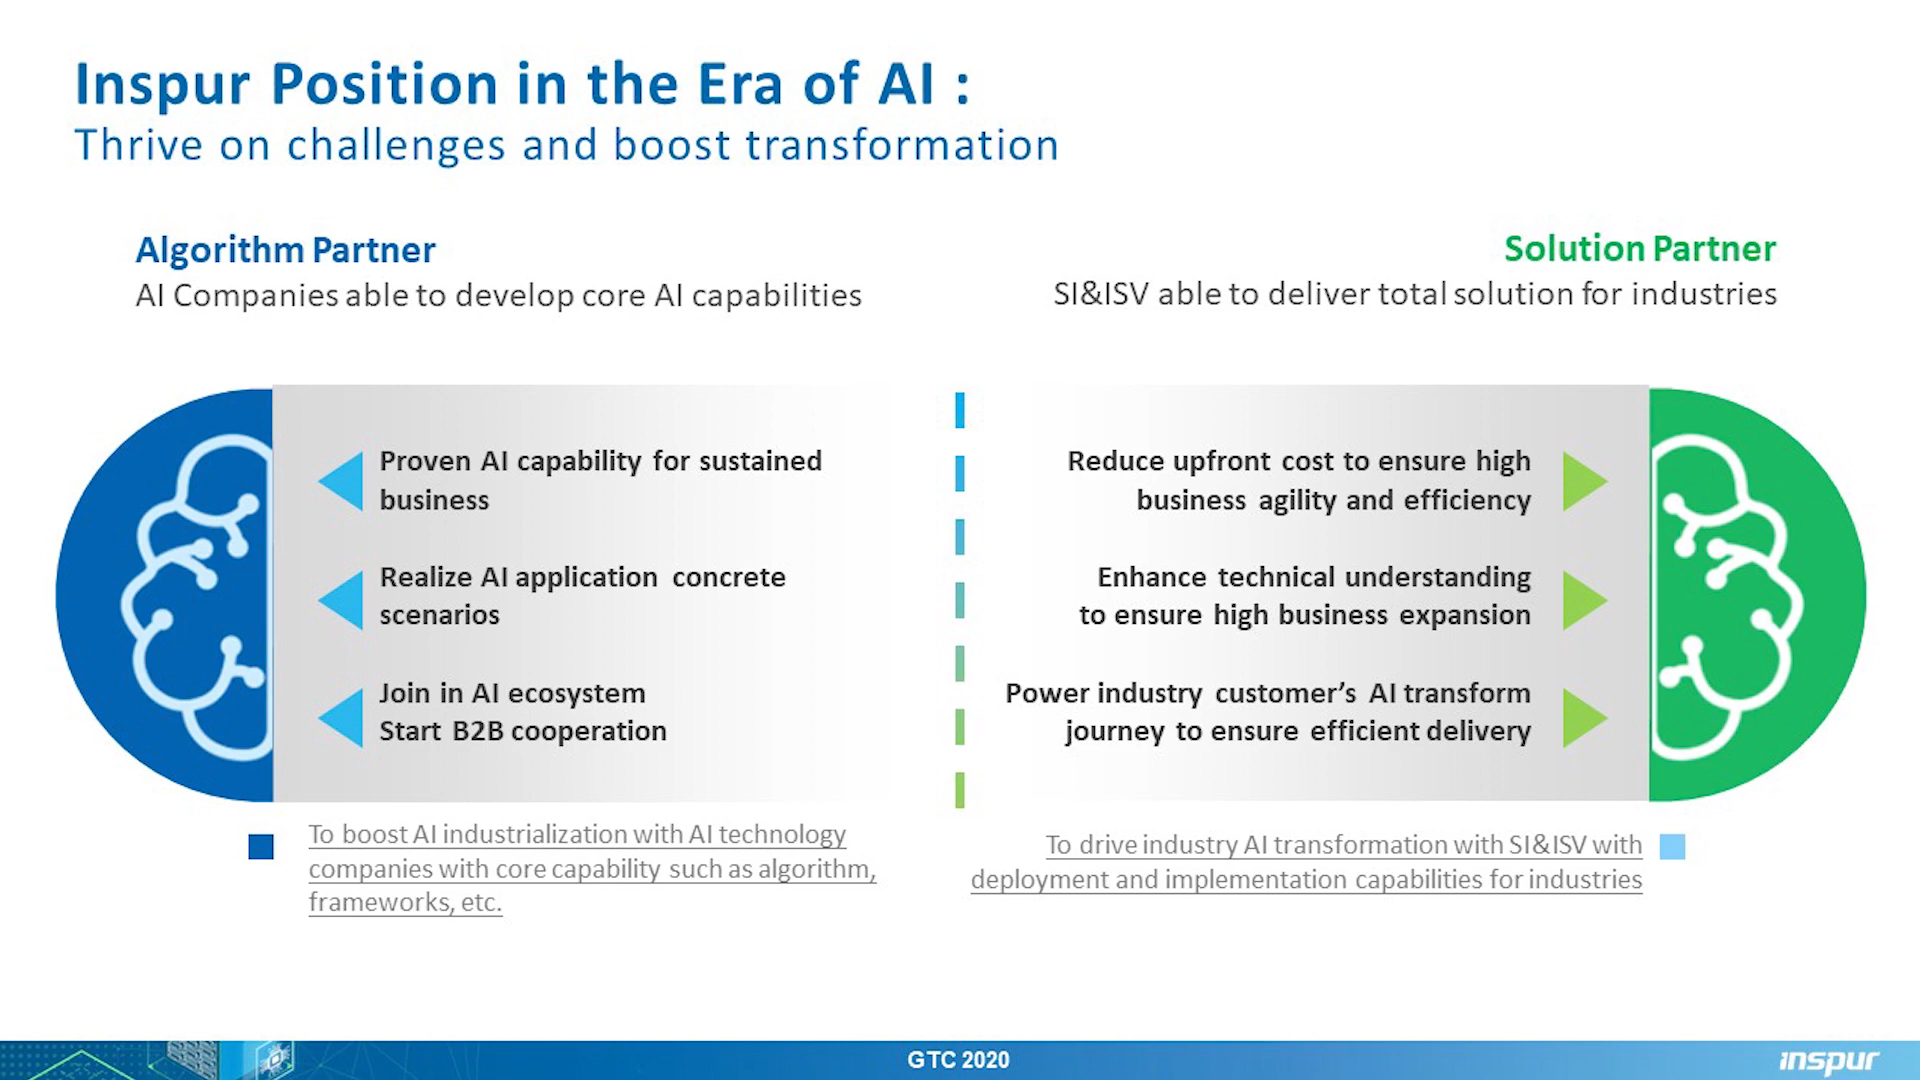 Inspur Position in the Era of AI :
Thrive on challenges and boost transformation
Algorithm Partner
AI Companies able to develop core AI capabilities
Solution Partner
SI&ISV able to deliver total solution for industries
Proven AI capability for sustained
business
Realize AI application concrete
scenarios
Join in AI ecosystem
Start B2B cooperation
Reduce upfront cost to ensure high
business agility and efficiency
Enhance technical understanding
to ensure high business expansion
Power industry customer’s AI transform
journey to ensure efficient delivery
To boost AI industrialization with AI technology
companies with core capability such as algorithm,
frameworks, etc.
To drive industry AI transformation with SI&ISV with
deployment and implementation capabilities for industries
GTC 2020
inspur